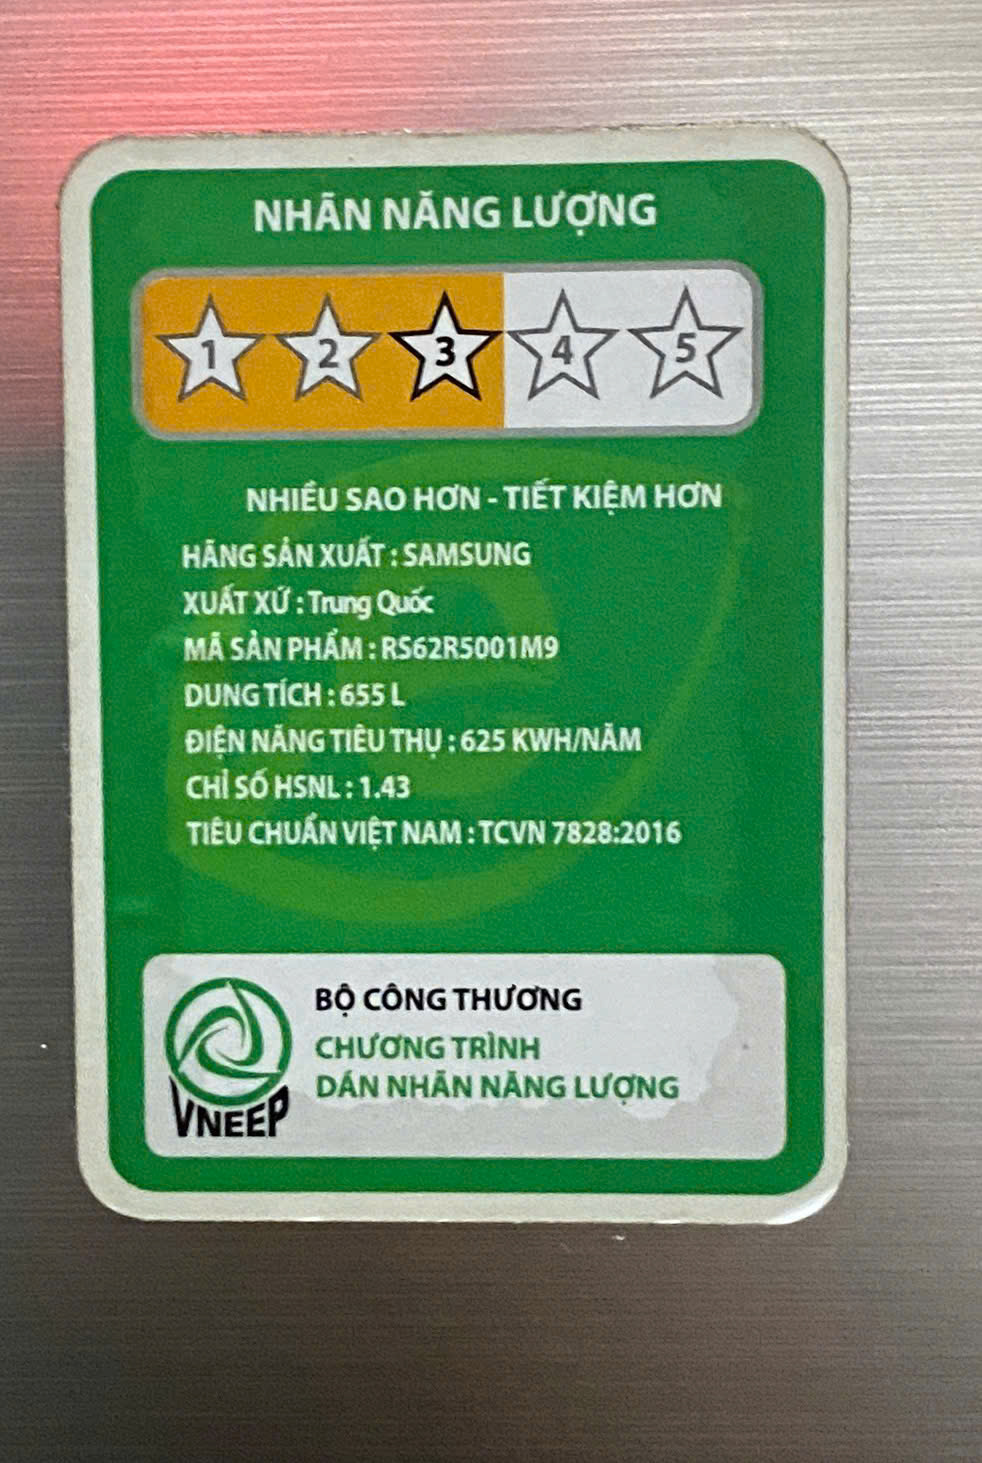 NHÃN NĂNG LƯỢNG
1 2 3 4 5
NHIỀU SAO HƠN - TIẾT KIỆM HƠN
HÃNG SẢN XUẤT : SAMSUNG
XUẤT XỨ : Trung Quốc
MÃ SẢN PHẨM : RS62R5001M9
DUNG TÍCH : 655 L
ĐIỆN NĂNG TIÊU THỤ : 625 KWH/NĂM
CHỈ SỐ HSNL : 1.43
TIÊU CHUẨN VIỆT NAM : TCVN 7828:2016
BỘ CÔNG THƯƠNG
CHƯƠNG TRÌNH
DÁN NHÃN NĂNG LƯỢNG
VNEEP